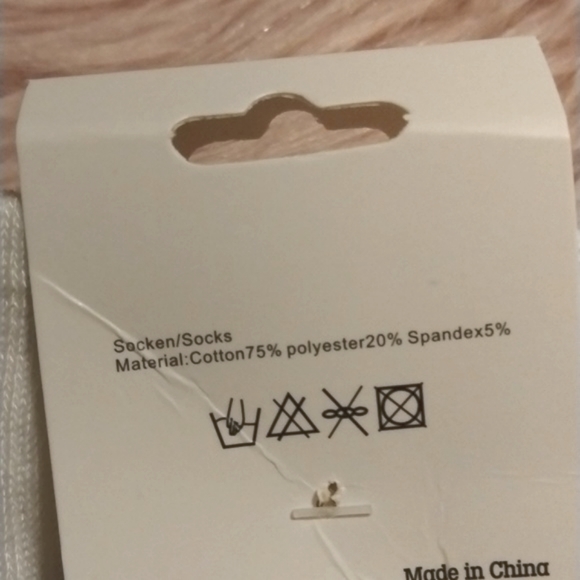 Socken/Socks
Material:Cotton75% polyester20% Spandex5%
Made in China